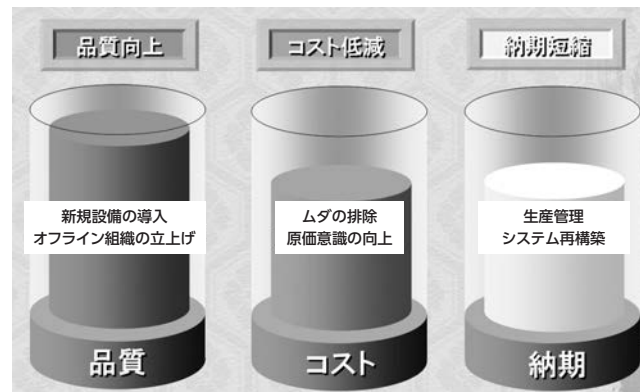 品質向上
コスト低減
納期短縮
新規設備の導入
オフライン組織の立上げ
ムダの排除
原価意識の向上
生産管理
システム再構築
品質
コスト
納期